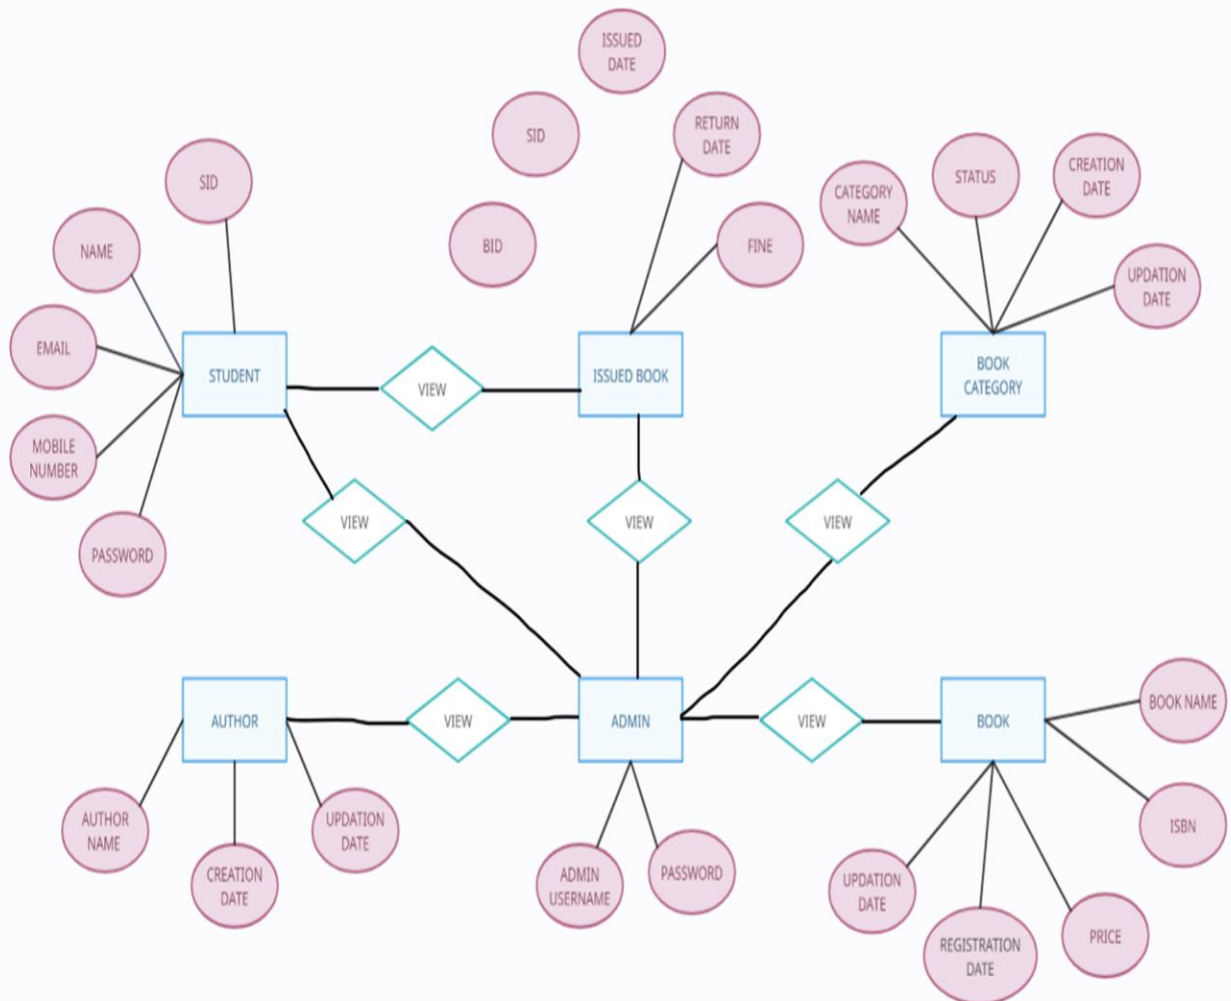 ISSUED
DATE
SID
RETURN
DATE
SID
STATUS
CREATION
DATE
CATEGORY
NAME
NAME
BID
FINE
UPDATION
DATE
EMAIL
STUDENT
VIEW
ISSUED BOOK
BOOK
CATEGORY
MOBILE
NUMBER
VIEW
VIEW
VIEW
PASSWORD
AUTHOR
VIEW
ADMIN
VIEW
BOOK
BOOK NAME
AUTHOR
NAME
UPDATION
DATE
ISBN
CREATION
DATE
ADMIN
USERNAME
PASSWORD
UPDATION
DATE
REGISTRATION
DATE
PRICE